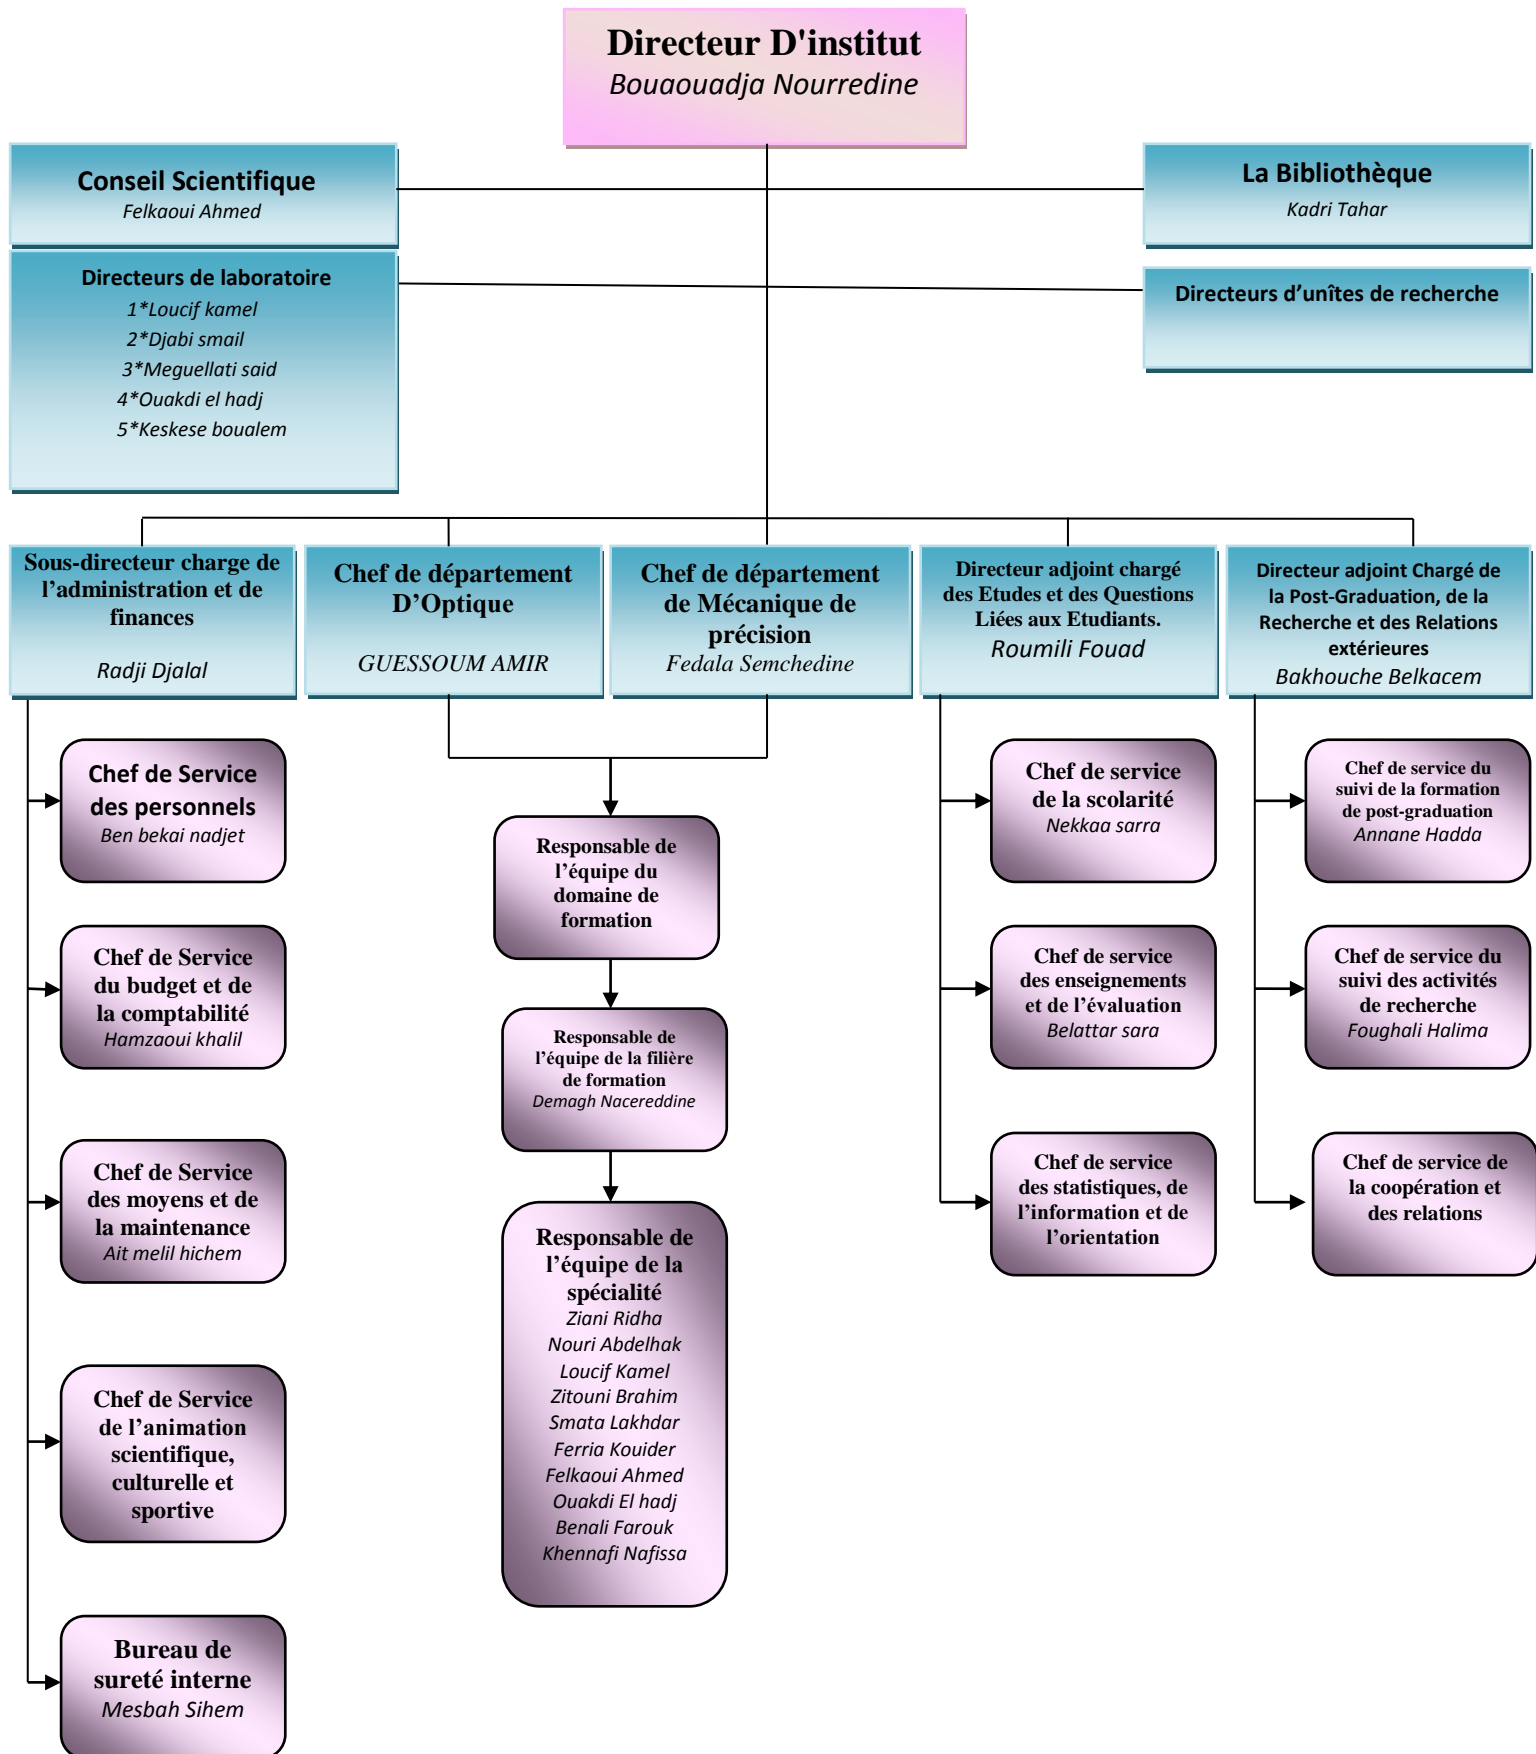 Directeur D'institut
Bouaouadja Nourredine
Conseil Scientifique
Felkaoui Ahmed
La Bibliothèque
Kadri Tahar
Directeurs de laboratoire
1*Loucif kamel
2*Djabi smail
3*Meguellati said
4*Ouakdi el hadj
5*Keskese boualem
Directeurs d’unîtes de recherche
Sous-directeur charge de
l’administration et de
finances
Radji Djalal
Chef de département
D’Optique
GUESSOUM AMIR
Chef de département
de Mécanique de
précision
Fedala Semchedine
Directeur adjoint chargé
des Etudes et des Questions
Liées aux Etudiants.
Roumili Fouad
Directeur adjoint Chargé de
la Post-Graduation, de la
Recherche et des Relations
extérieures
Bakhouche Belkacem
Chef de Service
des personnels
Ben bekai nadjet
Chef de Service
du budget et de
la comptabilité
Hamzaoui khalil
Chef de Service
des moyens et de
la maintenance
Ait melil hichem
Chef de Service
de l’animation
scientifique,
culturelle et
sportive
Bureau de
sureté interne
Mesbah Sihem
Responsable de
l’équipe du
domaine de
formation
Responsable de
l’équipe de la filière
de formation
Demagh Nacereddine
Responsable de
l’équipe de la
spécialité
Ziani Ridha
Nouri Abdelhak
Loucif Kamel
Zitouni Brahim
Smata Lakhdar
Ferria Kouider
Felkaoui Ahmed
Ouakdi El hadj
Benali Farouk
Khennafi Nafissa
Chef de service
de la scolarité
Nekkaa sarra
Chef de service
des enseignements
et de l’évaluation
Belattar sara
Chef de service
des statistiques, de
l’information et de
l’orientation
Chef de service du
suivi de la formation
de post-graduation
Annane Hadda
Chef de service du
suivi des activités
de recherche
Foughali Halima
Chef de service de
la coopération et
des relations